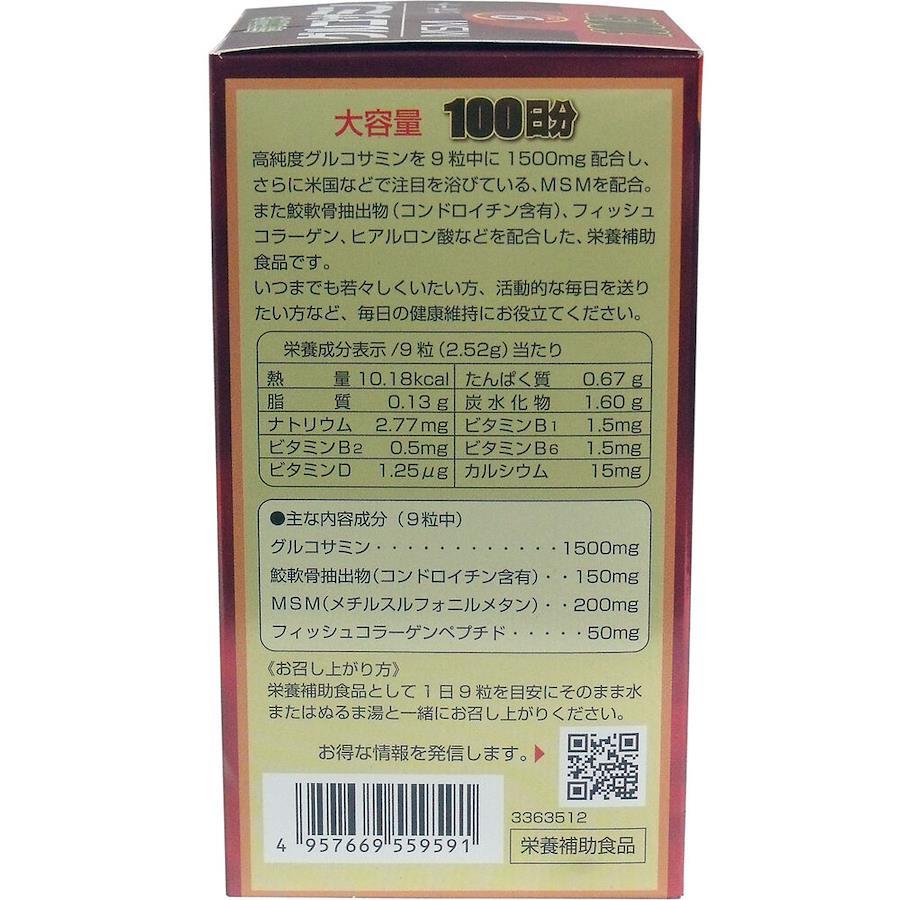 MSM
9
大容量 100日分
高純度グルコサミンを9粒中に1500mg配合し、
さらに米国などで注目を浴びている、MSMを配合。
また鮫軟骨抽出物(コンドロイチン含有)、フィッシュ
コラーゲン、ヒアルロン酸などを配合した、栄養補助
食品です。
いつまでも若々しくいたい方、活動的な毎日を送り
たい方など、毎日の健康維持にお役立てください。
栄養成分表示/9粒(2.52g)当たり
熱量 10.18kcal たんぱく質 0.67g
脂質 0.13g 炭水化物 1.60g
ナトリウム 2.77mg ビタミンB1 1.5mg
ビタミンB2 0.5mg ビタミンB6 1.5mg
ビタミンD 1.25μg カルシウム 15mg
●主な内容成分(9粒中)
グルコサミン・・・・・・・・・・・・・1500mg
鮫軟骨抽出物(コンドロイチン含有)・・150mg
MSM(メチルスルフォニルメタン)・・200mg
フィッシュコラーゲンペプチド・・・・・50mg
《お召し上がり方》
栄養補助食品として1日9粒を目安にそのまま水
またはぬるま湯と一緒にお召し上がりください。
お得な情報を発信します。▶
3363512
4 957669 559591
栄養補助食品